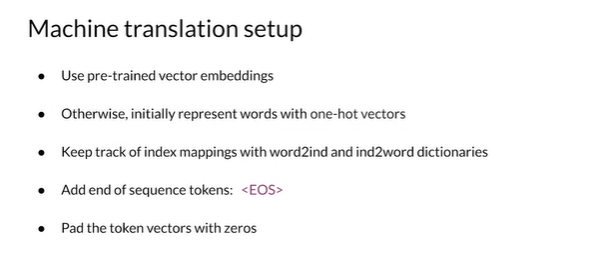 Machine translation setup
● Use pre-trained vector embeddings
● Otherwise, initially represent words with one-hot vectors
● Keep track of index mappings with word2ind and ind2word dictionaries
● Add end of sequence tokens: <EOS>
● Pad the token vectors with zeros